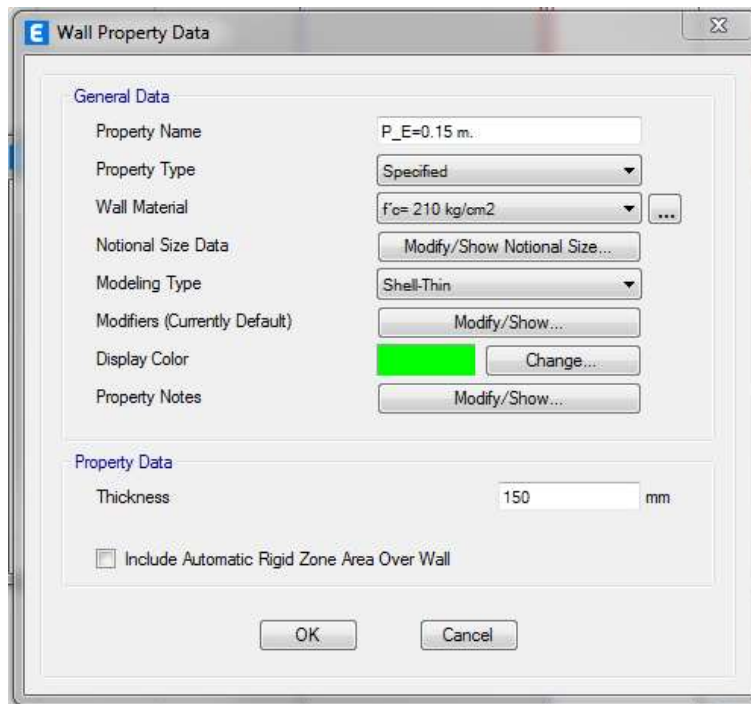 E Wall Property Data
General Data
Property Name P_E=0.15 m.
Property Type Specified
Wall Material f'c= 210 kg/cm2 ...
Notional Size Data Modify/Show Notional Size...
Modeling Type Shell-Thin
Modifiers (Currently Default) Modify/Show...
Display Color Change...
Property Notes Modify/Show...
Property Data
Thickness 150 mm
Include Automatic Rigid Zone Area Over Wall
OK Cancel